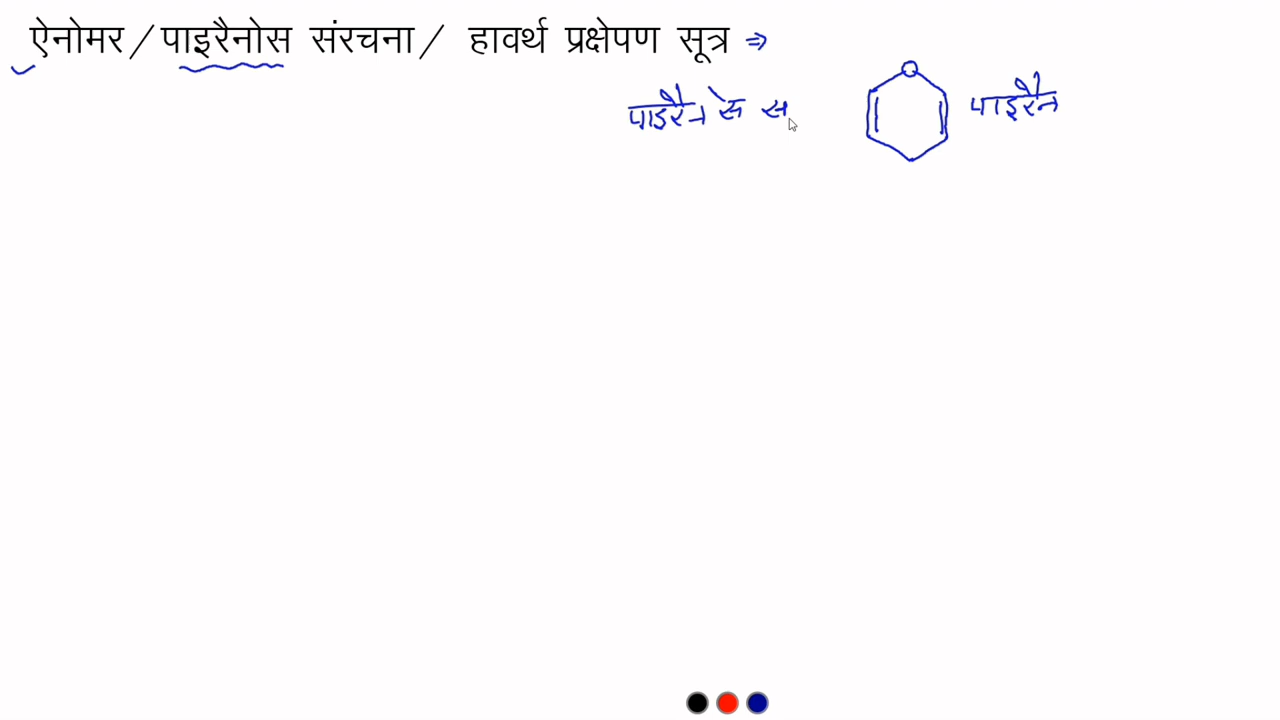 ऐनोमर / पाइरैनोस संरचना / हावर्थ प्रक्षेपण सूत्र ⇒
पाइरैन से स
पाइरैन